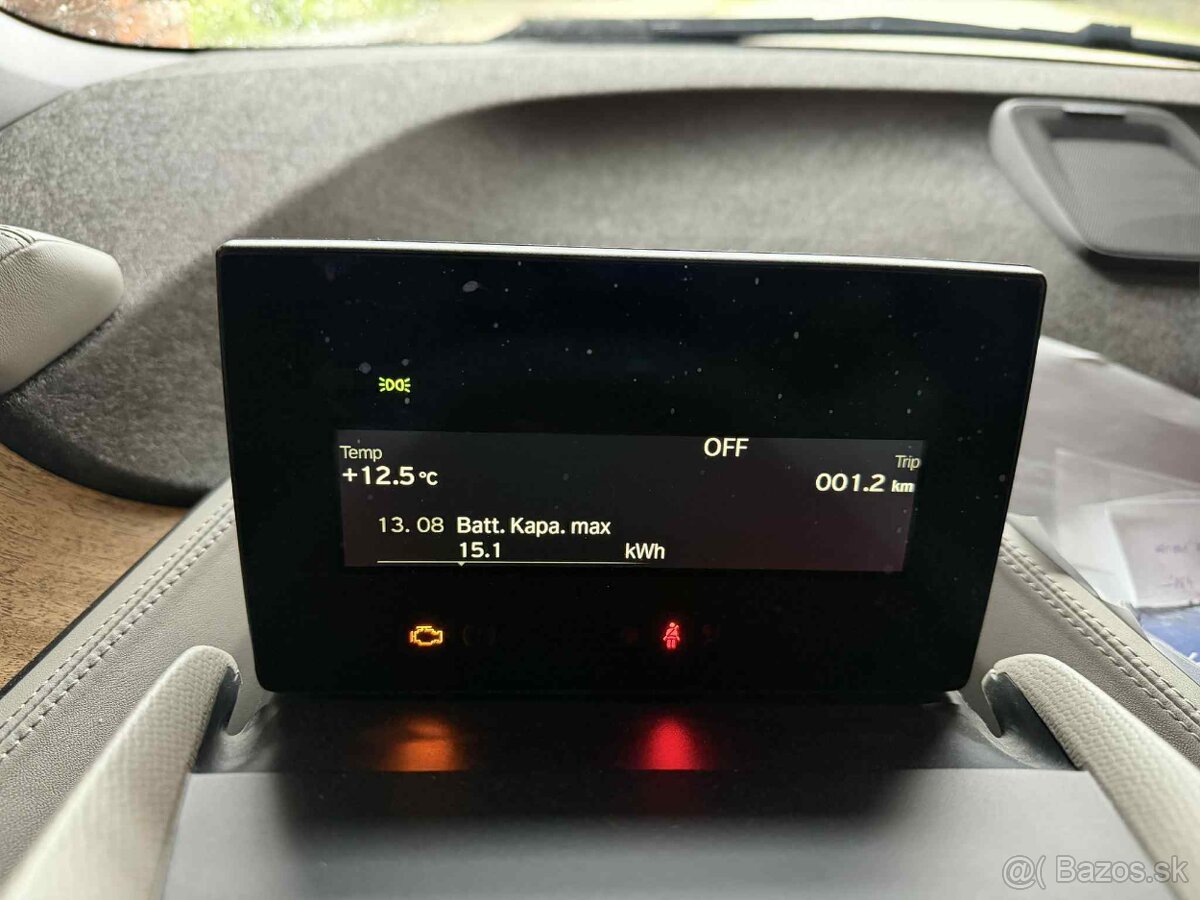 OFF
Temp
+12.5 °C
Trip
001.2 km
13. 08 Batt. Kapa. max
15.1 kWh
@( Bazos.sk